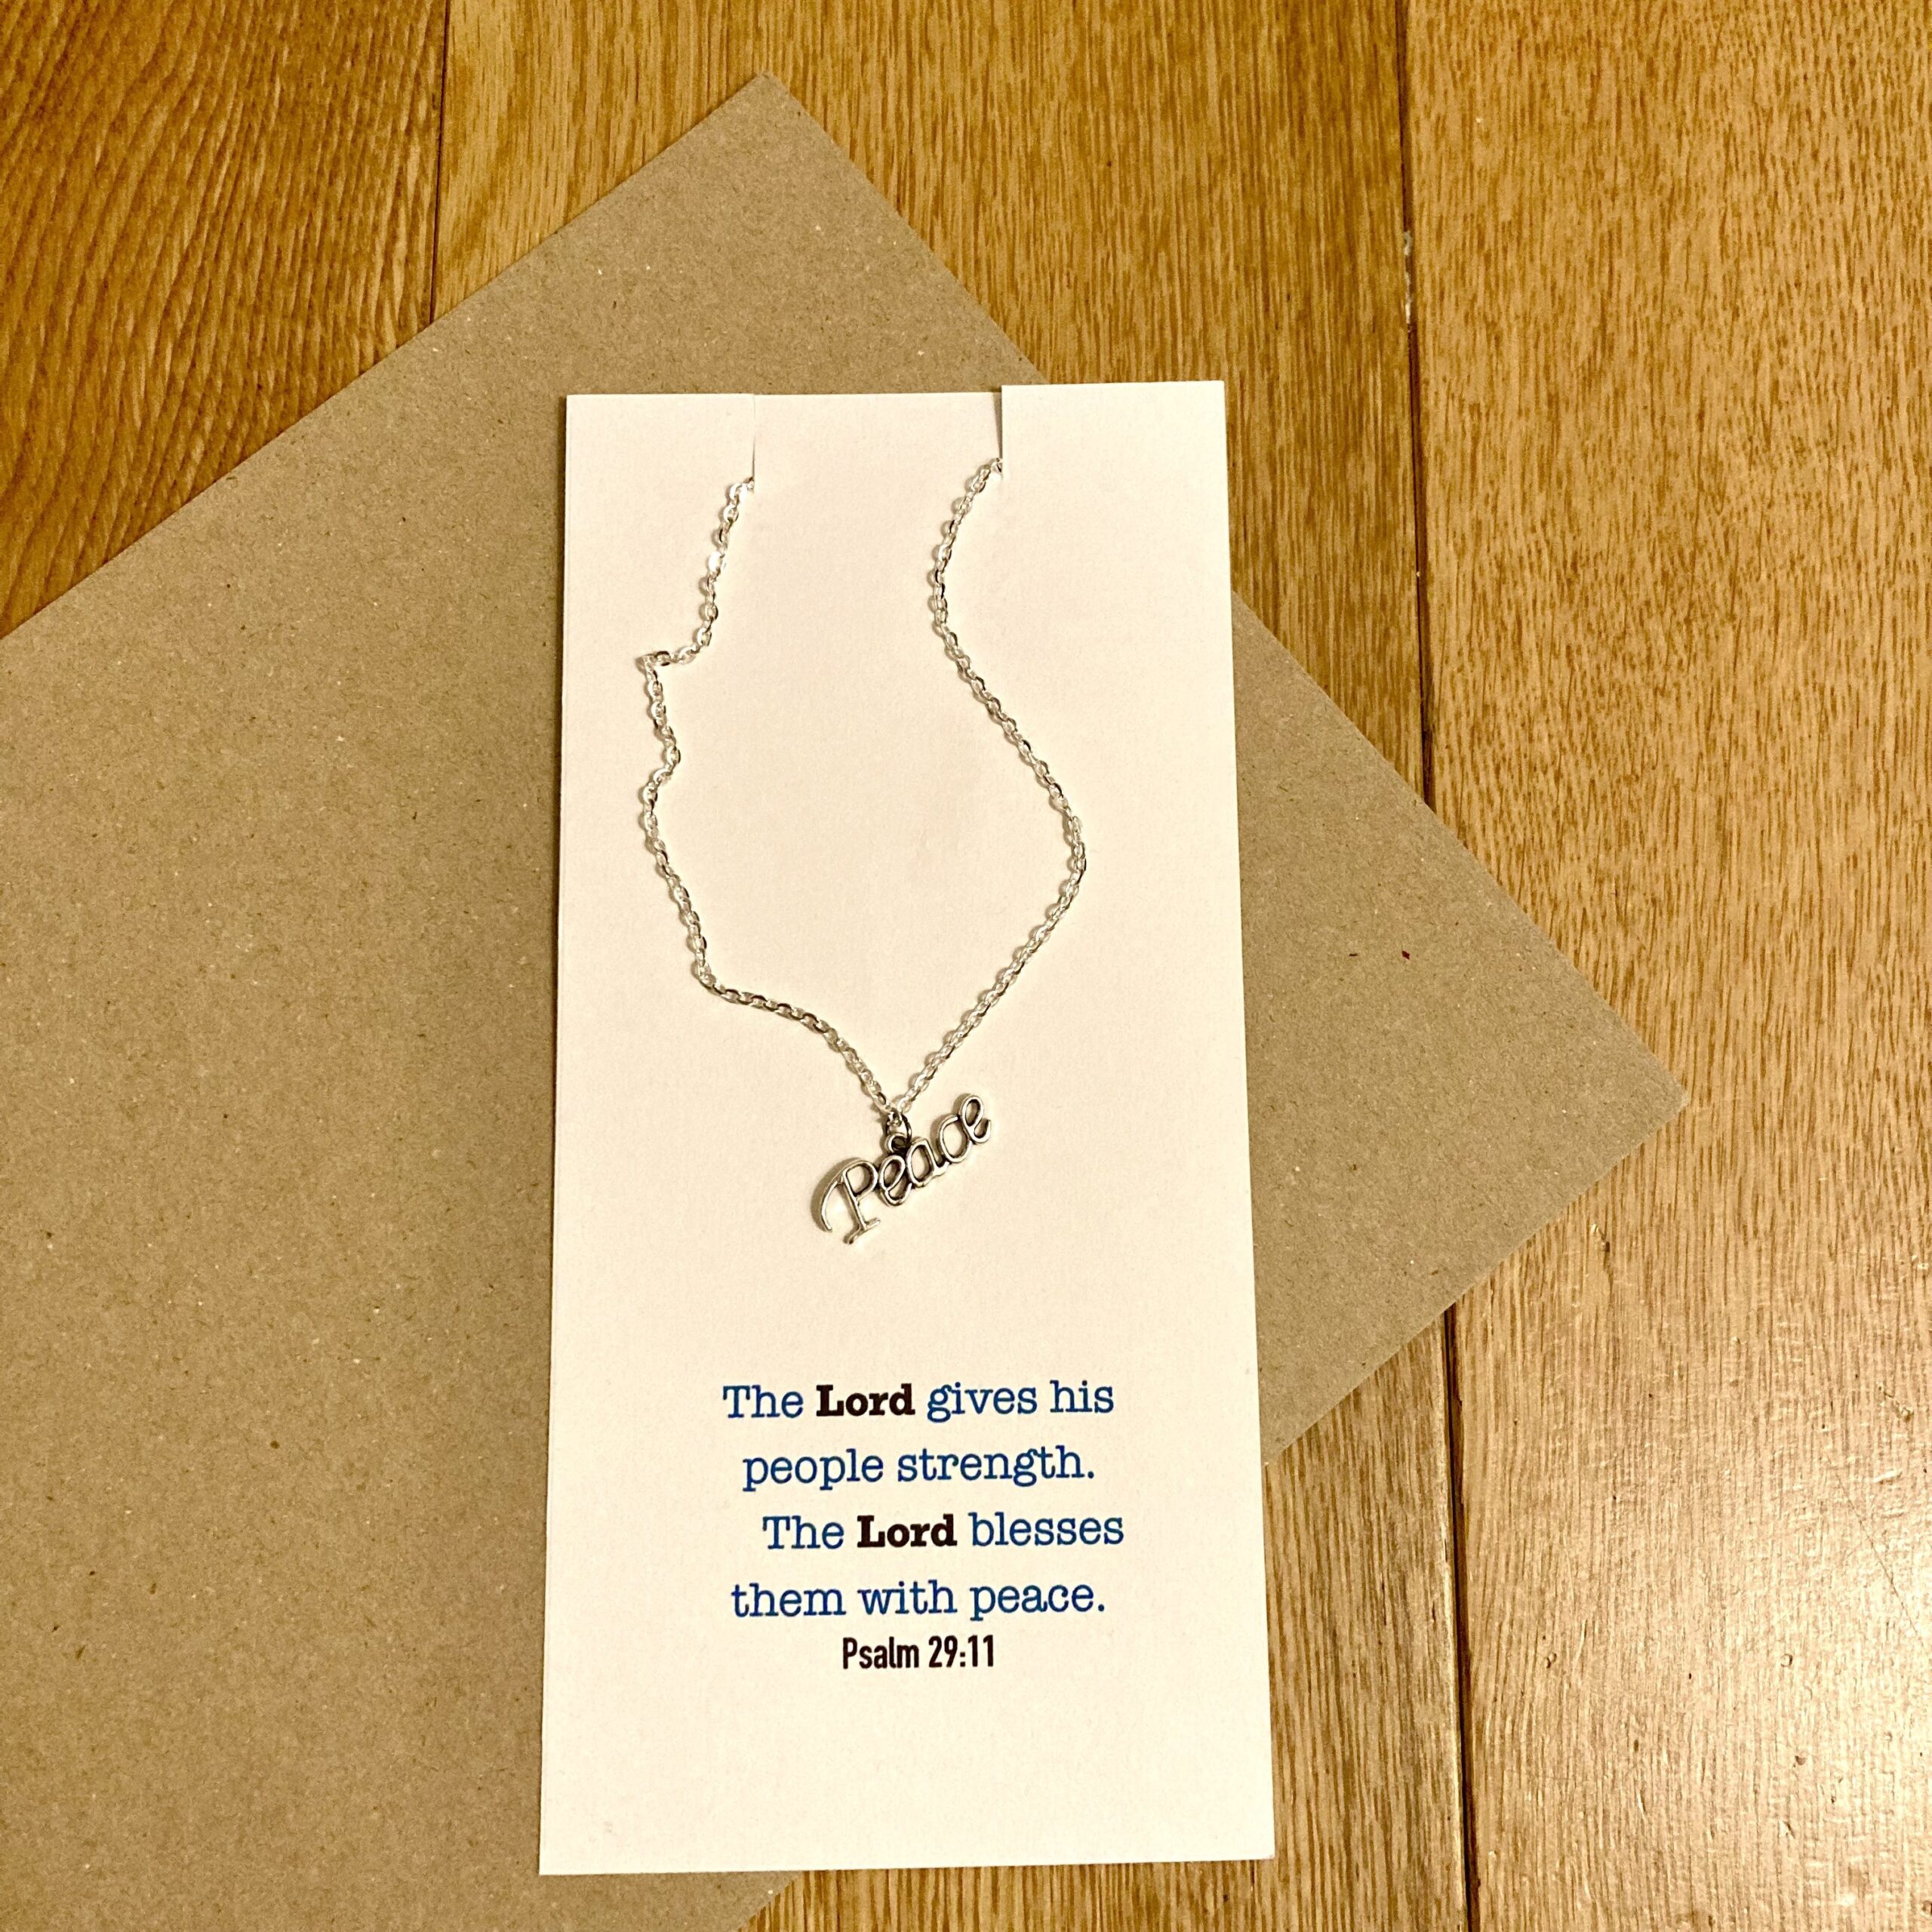 Peace
The Lord gives his
people strength.
The Lord blesses
them with peace.
Psalm 29:11